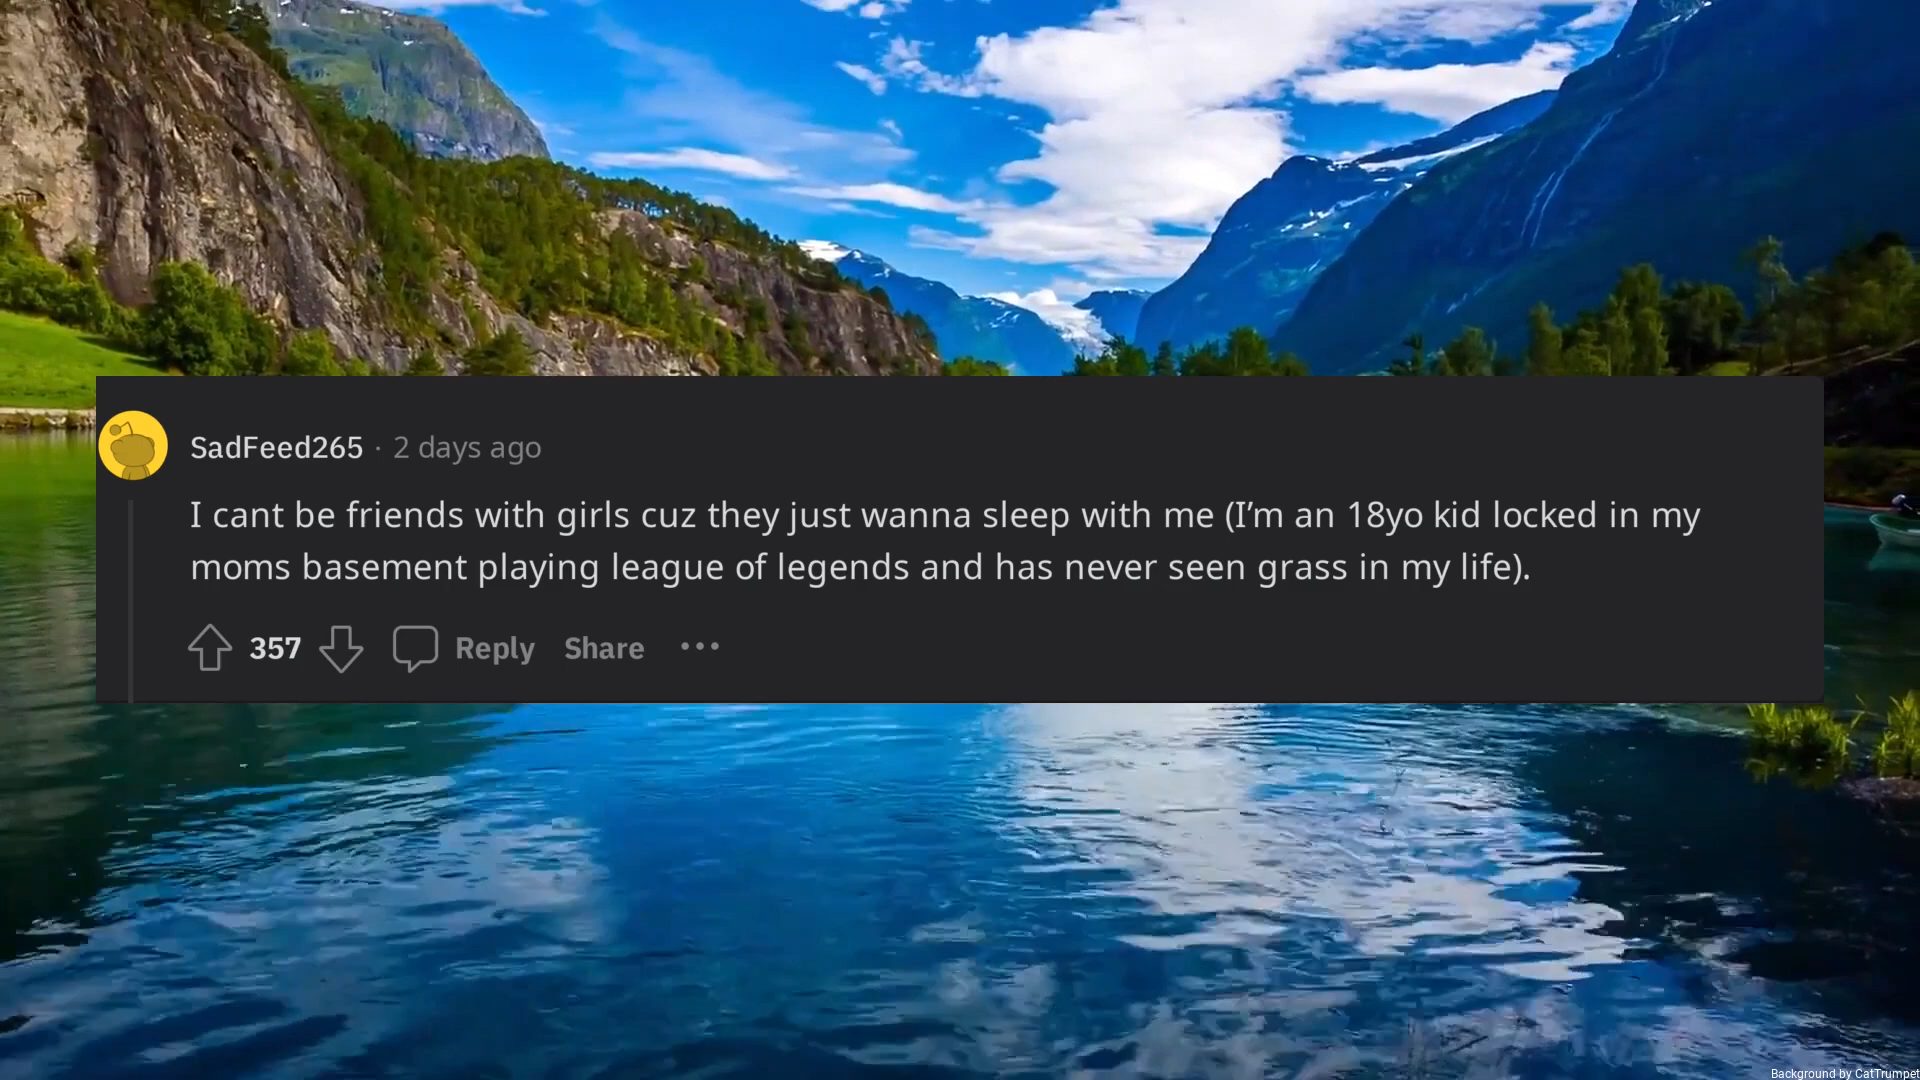 SadFeed265 · 2 days ago
I cant be friends with girls cuz they just wanna sleep with me (I’m an 18yo kid locked in my
moms basement playing league of legends and has never seen grass in my life).
357 Reply Share •••
Background by CatTrumpet